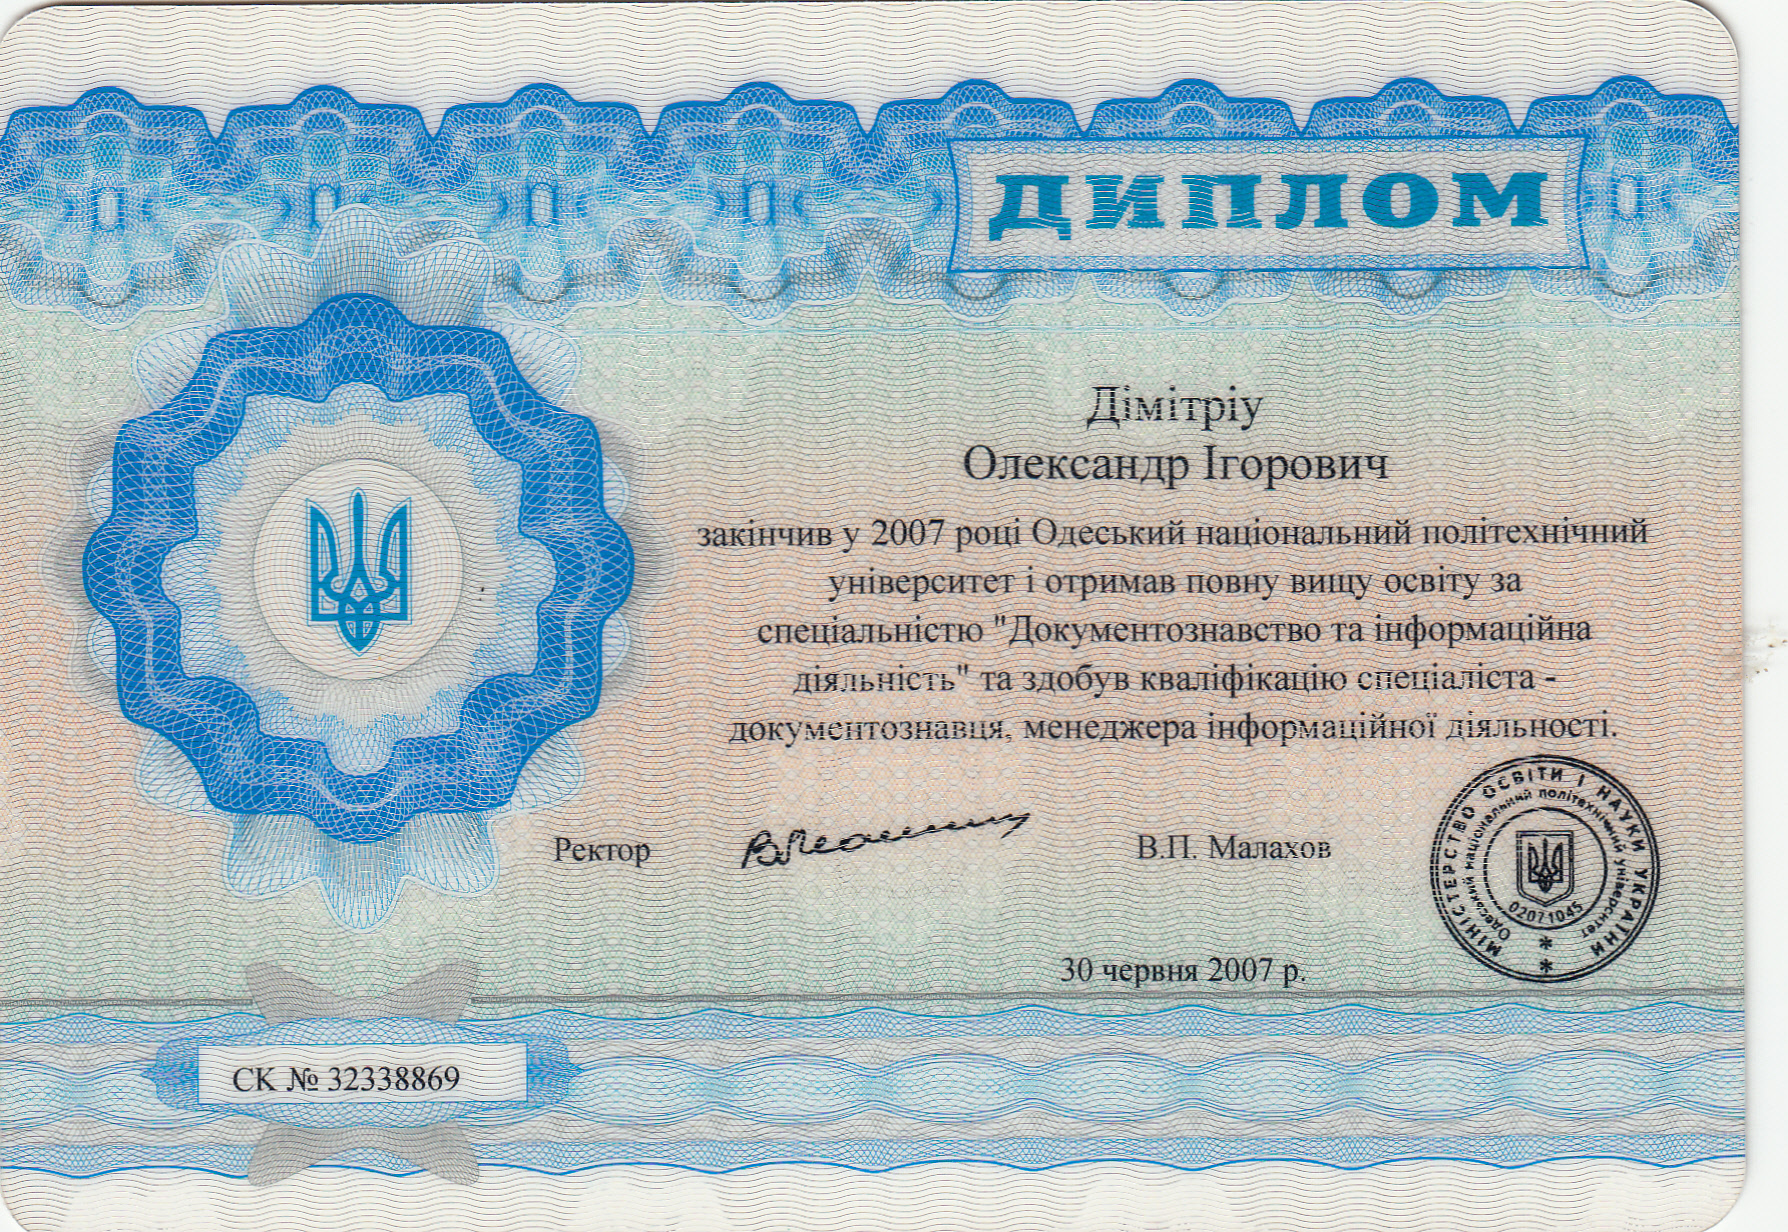 ДИПЛОМ
Дімітріу
Олександр Ігорович
закінчив у 2007 році Одеський національний політехнічний
університет і отримав повну вищу освіту за
спеціальністю "Документознавство та інформаційна
діяльність" та здобув кваліфікацію спеціаліста -
документознавця, менеджера інформаційної діяльності.
Ректор
В.П. Малахов
МІНІСТЕРСТВО ОСВІТИ І НАУКИ УКРАЇНИ
Одеський національний політехнічний університет
02071045
* *
30 червня 2007 р.
СК № 32338869